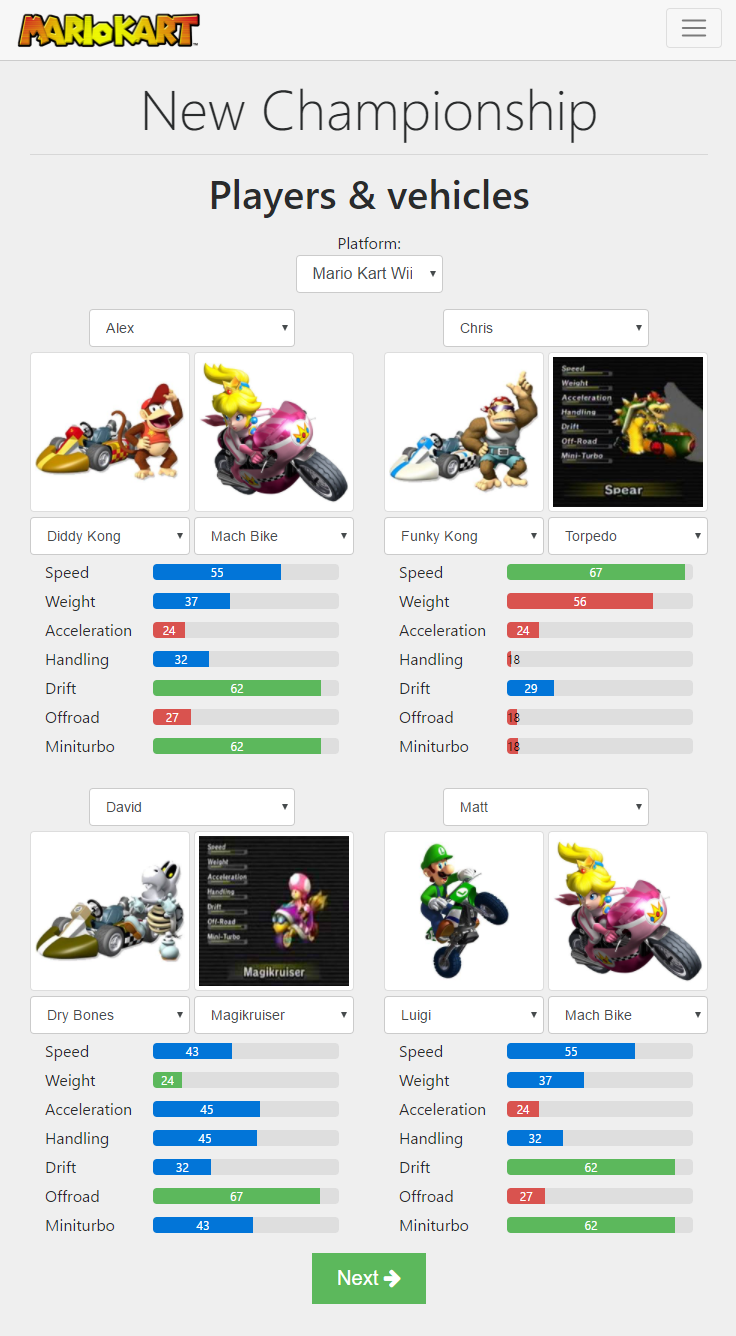 MARIO KART™
New Championship
Players & vehicles
Platform:
Mario Kart Wii
Alex
Chris
Speed
Weight
Acceleration
Handling
Drift
Off-Road
Mini-Turbo
Spear
Diddy Kong
Mach Bike
Funky Kong
Torpedo
Speed 55
Weight 37
Acceleration 24
Handling 32
Drift 62
Offroad 27
Miniturbo 62
Speed 67
Weight 56
Acceleration 24
Handling 18
Drift 29
Offroad 18
Miniturbo 18
David
Matt
Speed
Weight
Acceleration
Handling
Drift
Off-Road
Mini-Turbo
Magikruiser
Dry Bones
Magikruiser
Luigi
Mach Bike
Speed 43
Weight 24
Acceleration 45
Handling 45
Drift 32
Offroad 67
Miniturbo 43
Speed 55
Weight 37
Acceleration 24
Handling 32
Drift 62
Offroad 27
Miniturbo 62
Next